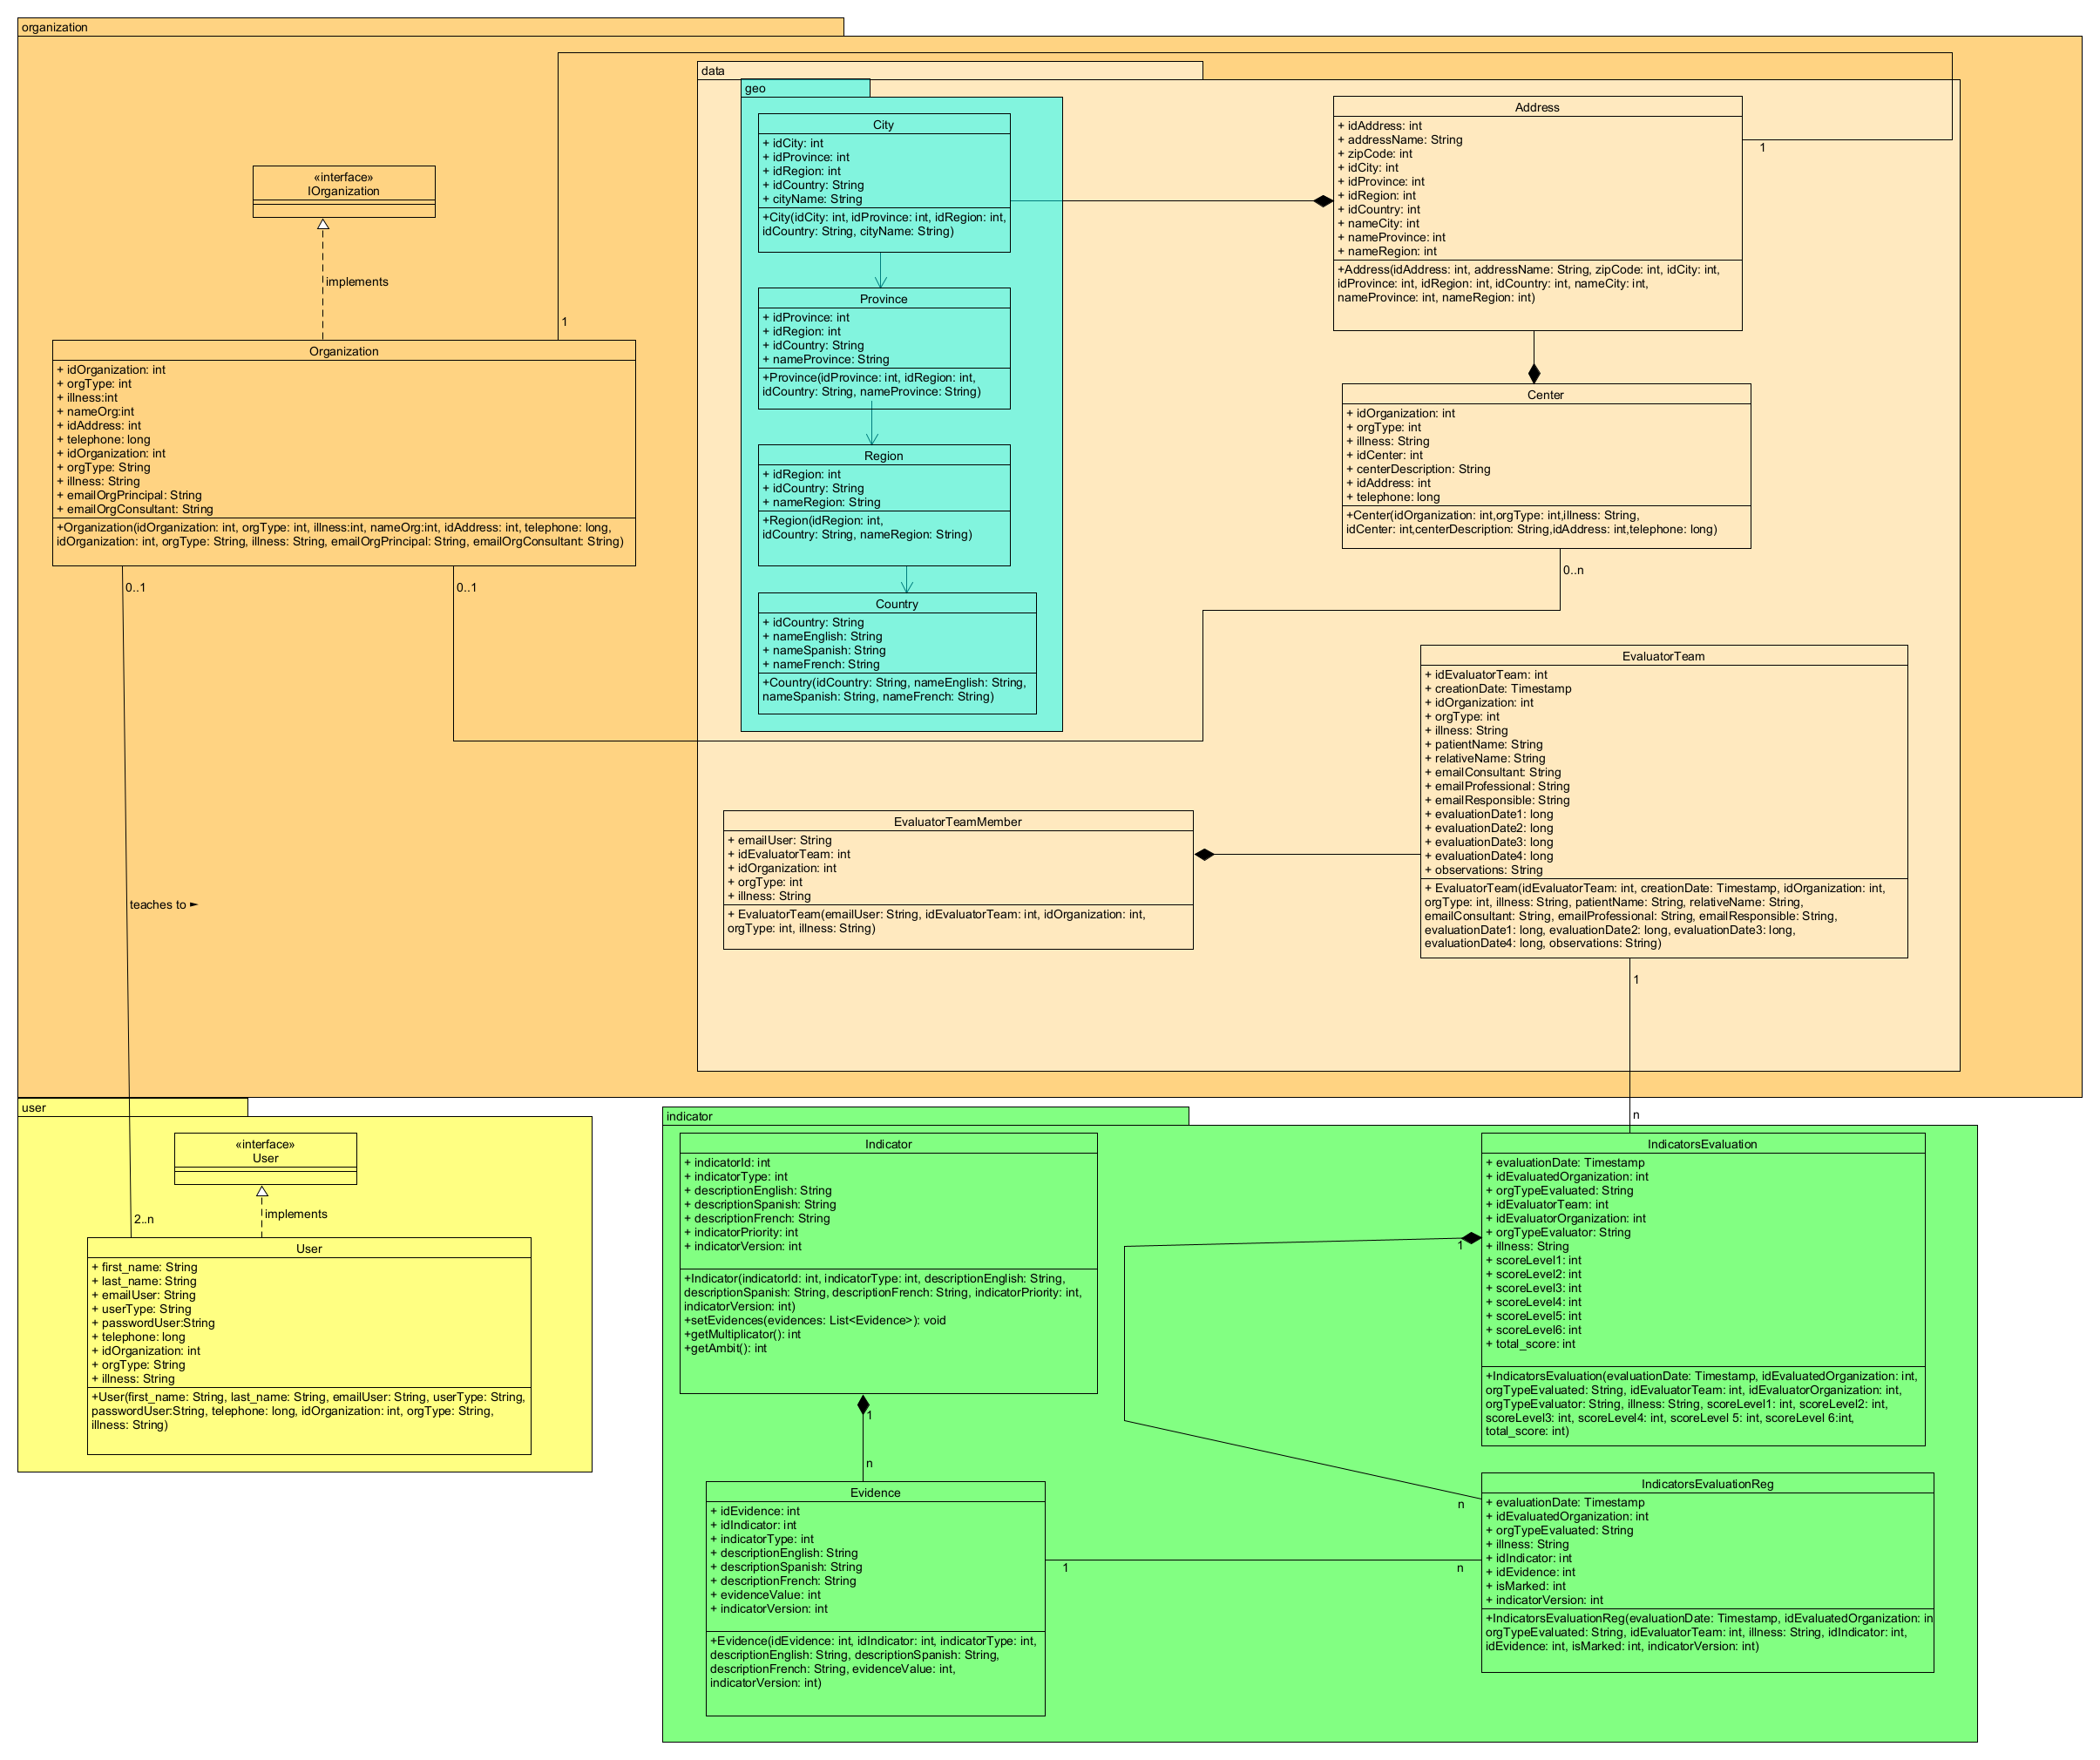 organization
data
geo
City
+ idCity: int
+ idProvince: int
+ idRegion: int
+ idCountry: String
+ cityName: String
+City(idCity: int, idProvince: int, idRegion: int,
idCountry: String, cityName: String)
Province
+ idProvince: int
+ idRegion: int
+ idCountry: String
+ nameProvince: String
+Province(idProvince: int, idRegion: int,
idCountry: String, nameProvince: String)
Region
+ idRegion: int
+ idCountry: String
+ nameRegion: String
+Region(idRegion: int,
idCountry: String, nameRegion: String)
Country
+ idCountry: String
+ nameEnglish: String
+ nameSpanish: String
+ nameFrench: String
+Country(idCountry: String, nameEnglish: String,
nameSpanish: String, nameFrench: String)
Address
+ idAddress: int
+ addressName: String
+ zipCode: int
+ idCity: int
+ idProvince: int
+ idRegion: int
+ idCountry: int
+ nameCity: int
+ nameProvince: int
+ nameRegion: int
+Address(idAddress: int, addressName: String, zipCode: int, idCity: int,
idProvince: int, idRegion: int, idCountry: int, nameCity: int,
nameProvince: int, nameRegion: int)
1
«interface»
IOrganization
implements
1
Organization
+ idOrganization: int
+ orgType: int
+ illness:int
+ nameOrg:int
+ idAddress: int
+ telephone: long
+ idOrganization: int
+ orgType: String
+ illness: String
+ emailOrgPrincipal: String
+ emailOrgConsultant: String
+Organization(idOrganization: int, orgType: int, illness:int, nameOrg:int, idAddress: int, telephone: long,
idOrganization: int, orgType: String, illness: String, emailOrgPrincipal: String, emailOrgConsultant: String)
0..1
0..1
Center
+ idOrganization: int
+ orgType: int
+ illness: String
+ idCenter: int
+ centerDescription: String
+ idAddress: int
+ telephone: long
+Center(idOrganization: int,orgType: int,illness: String,
idCenter: int,centerDescription: String,idAddress: int,telephone: long)
0..n
EvaluatorTeam
+ idEvaluatorTeam: int
+ creationDate: Timestamp
+ idOrganization: int
+ orgType: int
+ illness: String
+ patientName: String
+ relativeName: String
+ emailConsultant: String
+ emailProfessional: String
+ emailResponsible: String
+ evaluationDate1: long
+ evaluationDate2: long
+ evaluationDate3: long
+ evaluationDate4: long
+ observations: String
+ EvaluatorTeam(idEvaluatorTeam: int, creationDate: Timestamp, idOrganization: int,
orgType: int, illness: String, patientName: String, relativeName: String,
emailConsultant: String, emailProfessional: String, emailResponsible: String,
evaluationDate1: long, evaluationDate2: long, evaluationDate3: long,
evaluationDate4: long, observations: String)
1
EvaluatorTeamMember
+ emailUser: String
+ idEvaluatorTeam: int
+ idOrganization: int
+ orgType: int
+ illness: String
+ EvaluatorTeam(emailUser: String, idEvaluatorTeam: int, idOrganization: int,
orgType: int, illness: String)
teaches to ►
user
«interface»
User
implements
2..n
User
+ first_name: String
+ last_name: String
+ emailUser: String
+ userType: String
+ passwordUser:String
+ telephone: long
+ idOrganization: int
+ orgType: String
+ illness: String
+User(first_name: String, last_name: String, emailUser: String, userType: String,
passwordUser:String, telephone: long, idOrganization: int, orgType: String,
illness: String)
indicator
n
Indicator
+ indicatorId: int
+ indicatorType: int
+ descriptionEnglish: String
+ descriptionSpanish: String
+ descriptionFrench: String
+ indicatorPriority: int
+ indicatorVersion: int
+Indicator(indicatorId: int, indicatorType: int, descriptionEnglish: String,
descriptionSpanish: String, descriptionFrench: String, indicatorPriority: int,
indicatorVersion: int)
+setEvidences(evidences: List<Evidence>): void
+getMultiplicator(): int
+getAmbit(): int
1
n
IndicatorsEvaluation
+ evaluationDate: Timestamp
+ idEvaluatedOrganization: int
+ orgTypeEvaluated: String
+ idEvaluatorTeam: int
+ idEvaluatorOrganization: int
+ orgTypeEvaluator: String
+ illness: String
+ scoreLevel1: int
+ scoreLevel2: int
+ scoreLevel3: int
+ scoreLevel4: int
+ scoreLevel5: int
+ scoreLevel6: int
+ total_score: int
+IndicatorsEvaluation(evaluationDate: Timestamp, idEvaluatedOrganization: int,
orgTypeEvaluated: String, idEvaluatorTeam: int, idEvaluatorOrganization: int,
orgTypeEvaluator: String, illness: String, scoreLevel1: int, scoreLevel2: int,
scoreLevel3: int, scoreLevel4: int, scoreLevel 5: int, scoreLevel 6:int,
total_score: int)
1
n
Evidence
+ idEvidence: int
+ idIndicator: int
+ indicatorType: int
+ descriptionEnglish: String
+ descriptionSpanish: String
+ descriptionFrench: String
+ evidenceValue: int
+ indicatorVersion: int
+Evidence(idEvidence: int, idIndicator: int, indicatorType: int,
descriptionEnglish: String, descriptionSpanish: String,
descriptionFrench: String, evidenceValue: int,
indicatorVersion: int)
1
n
IndicatorsEvaluationReg
+ evaluationDate: Timestamp
+ idEvaluatedOrganization: int
+ orgTypeEvaluated: String
+ illness: String
+ idIndicator: int
+ idEvidence: int
+ isMarked: int
+ indicatorVersion: int
+IndicatorsEvaluationReg(evaluationDate: Timestamp, idEvaluatedOrganization: in
orgTypeEvaluated: String, idEvaluatorTeam: int, illness: String, idIndicator: int,
idEvidence: int, isMarked: int, indicatorVersion: int)